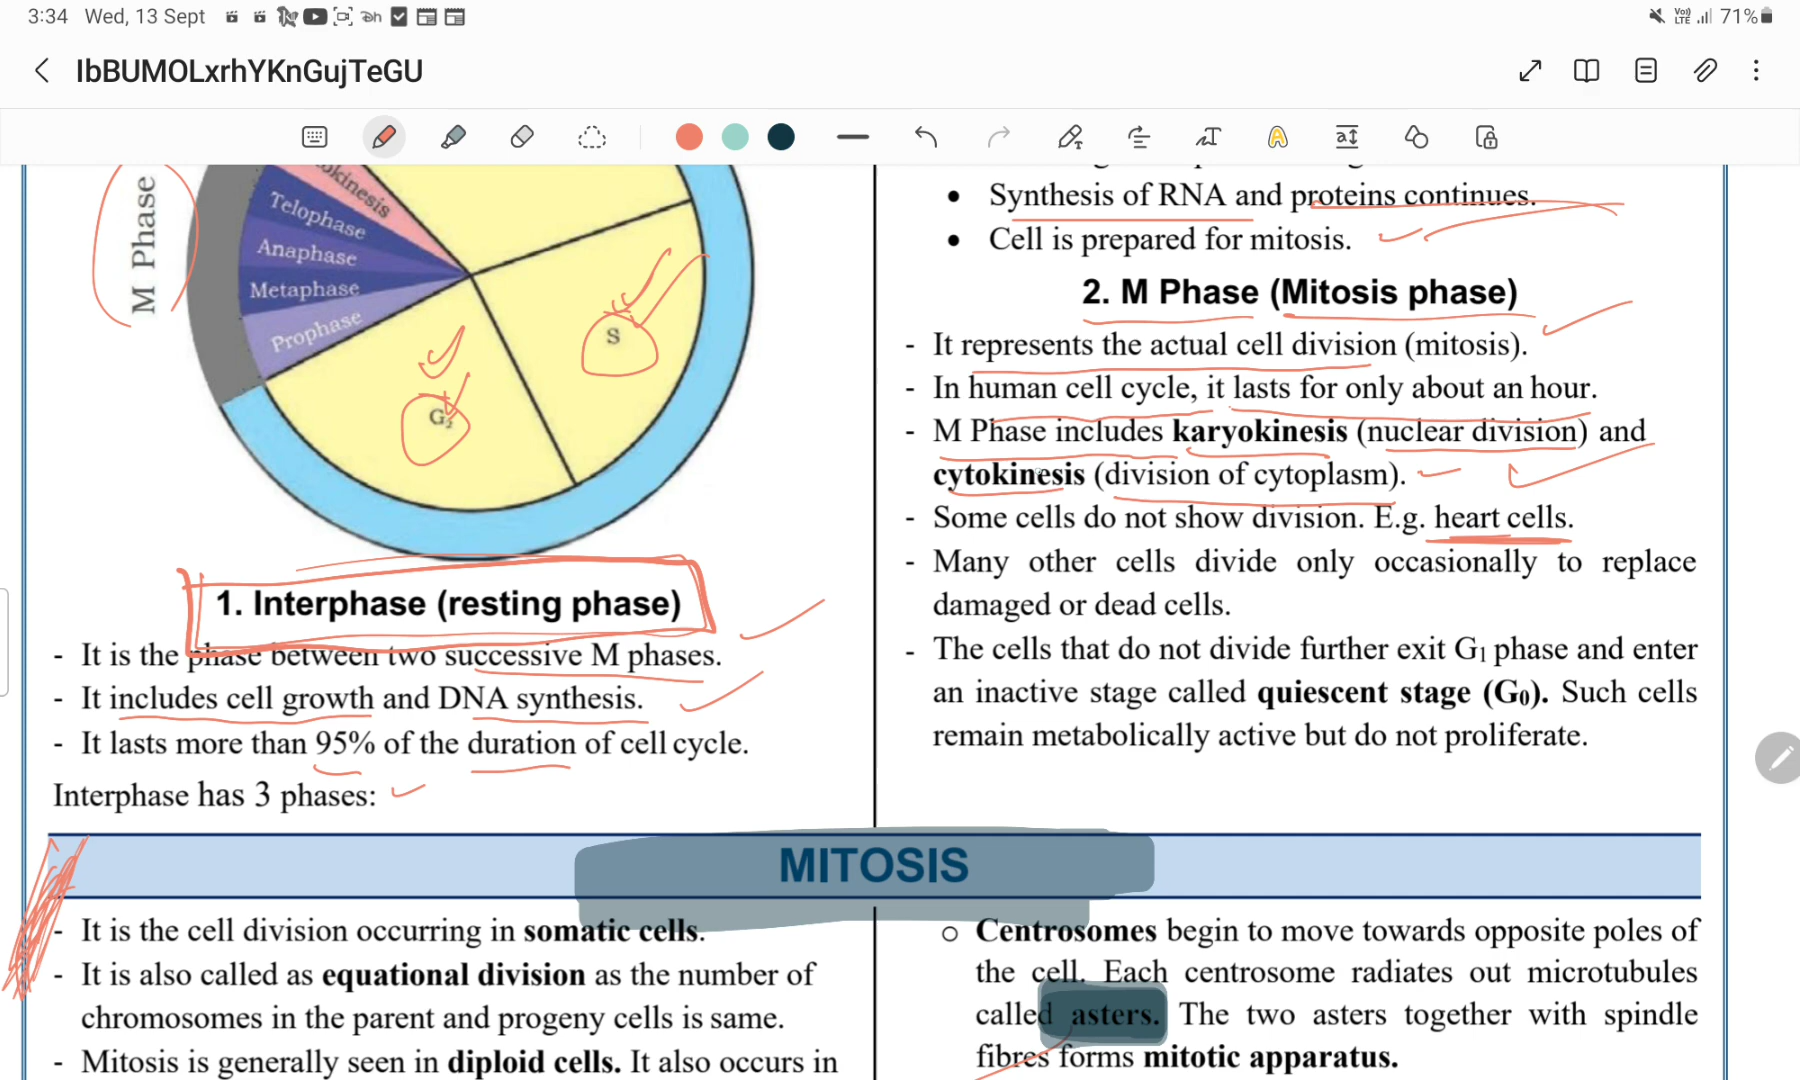 3:34 Wed, 13 Sept
Vo)) LTE 71%
IbBUMOLxrhYKnGujTeGU
M Phase
okinesis
Telophase
Anaphase
Metaphase
Prophase
G₂
S
1. Interphase (resting phase)
- It is the phase between two successive M phases.
- It includes cell growth and DNA synthesis.
- It lasts more than 95% of the duration of cell cycle.
Interphase has 3 phases:
• Synthesis of RNA and proteins continues.
• Cell is prepared for mitosis.
2. M Phase (Mitosis phase)
- It represents the actual cell division (mitosis).
- In human cell cycle, it lasts for only about an hour.
- M Phase includes karyokinesis (nuclear division) and
cytokinesis (division of cytoplasm).
- Some cells do not show division. E.g. heart cells.
- Many other cells divide only occasionally to replace
damaged or dead cells.
- The cells that do not divide further exit G₁ phase and enter
an inactive stage called quiescent stage (G₀). Such cells
remain metabolically active but do not proliferate.
MITOSIS
- It is the cell division occurring in somatic cells.
- It is also called as equational division as the number of
chromosomes in the parent and progeny cells is same.
- Mitosis is generally seen in diploid cells. It also occurs in
o Centrosomes begin to move towards opposite poles of
the cell. Each centrosome radiates out microtubules
called asters. The two asters together with spindle
fibres forms mitotic apparatus.